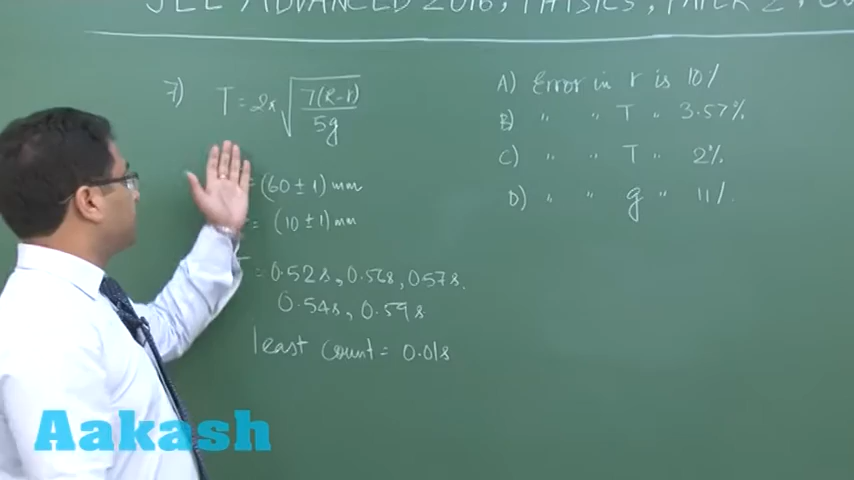 JEE ADVANCED 2016, PHYSICS, PAPER 2,
7) T = 2π √7(R-r)/5g
= (60 ± 1) mm
= (10 ± 1) mm
= 0.52s, 0.56s, 0.57s.
0.54s, 0.59s
least count = 0.01s
A) Error in r is 10%
B) " " T " 3.57%
C) " " T " 2%
D) " " g " 11%.
Aakash